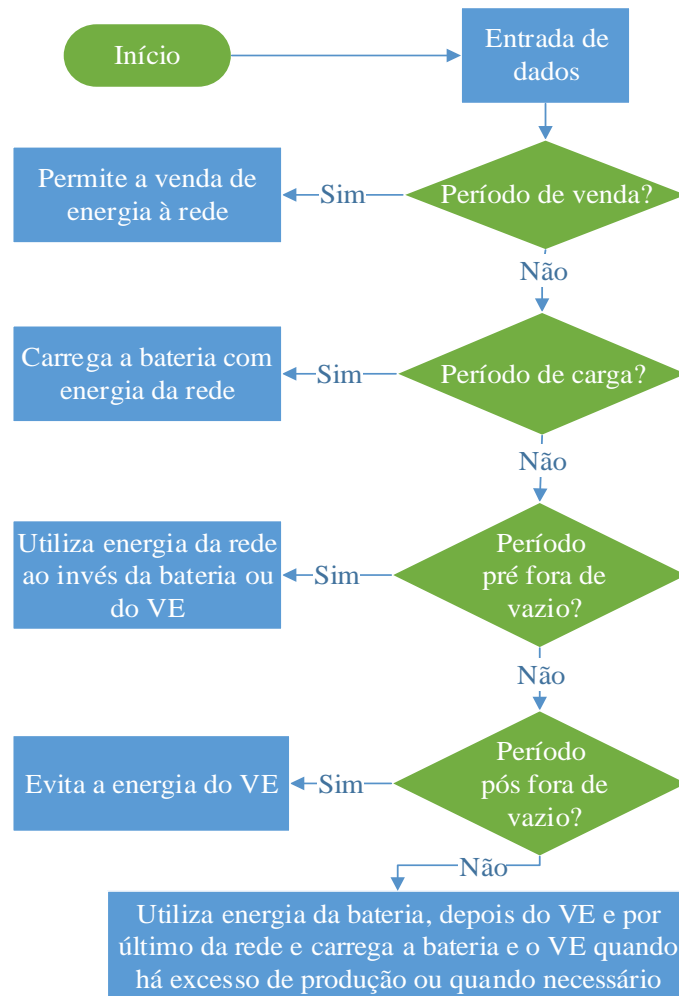 Início
Entrada de
dados
Período de venda?
Sim
Permite a venda de
energia à rede
Não
Período de carga?
Sim
Carrega a bateria com
energia da rede
Não
Período
pré fora de
vazio?
Sim
Utiliza energia da rede
ao invés da bateria ou
do VE
Não
Período
pós fora de
vazio?
Sim
Evita a energia do VE
Não
Utiliza energia da bateria, depois do VE e por
último da rede e carrega a bateria e o VE quando
há excesso de produção ou quando necessário